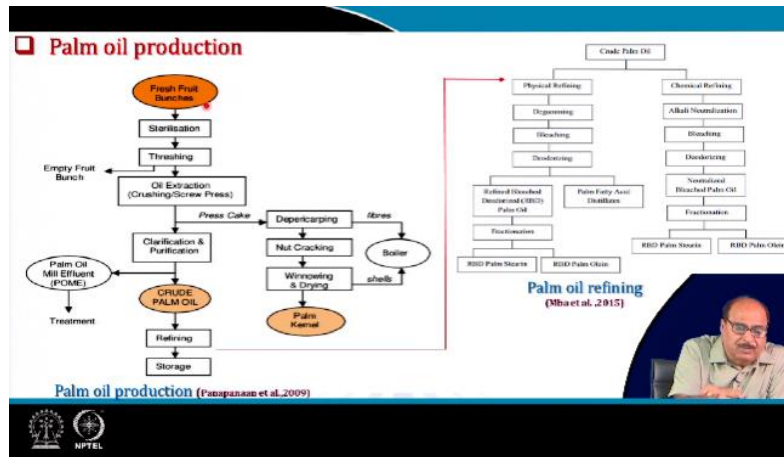 Palm oil production
Fresh Fruit
Bunches
Sterilisation
Threshing
Empty Fruit
Bunch
Oil Extraction
(Crushing/Screw Press)
Press Cake
Depericarping
fibres
Nut Cracking
Boiler
Clarification &
Purification
Winnowing
& Drying
shells
Palm Oil
Mill Effluent
(POME)
CRUDE
PALM OIL
Palm
Kernel
Treatment
Refining
Storage
Palm oil production (Panapanaan et al.,2009)
Crude Palm Oil
Physical Refining
Chemical Refining
Degumming
Alkali Neutralization
Bleaching
Bleaching
Deodorizing
Deodorizing
Refined Bleached
Deodorized (RBD)
Palm Oil
Palm Fatty Acid
Distillates
Neutralized
Bleached Palm Oil
Fractionation
Fractionation
RBD Palm Stearin
RBD Palm Olein
RBD Palm Stearin
RBD Palm Olein
Palm oil refining
(Mba et al.,2015)
NPTEL